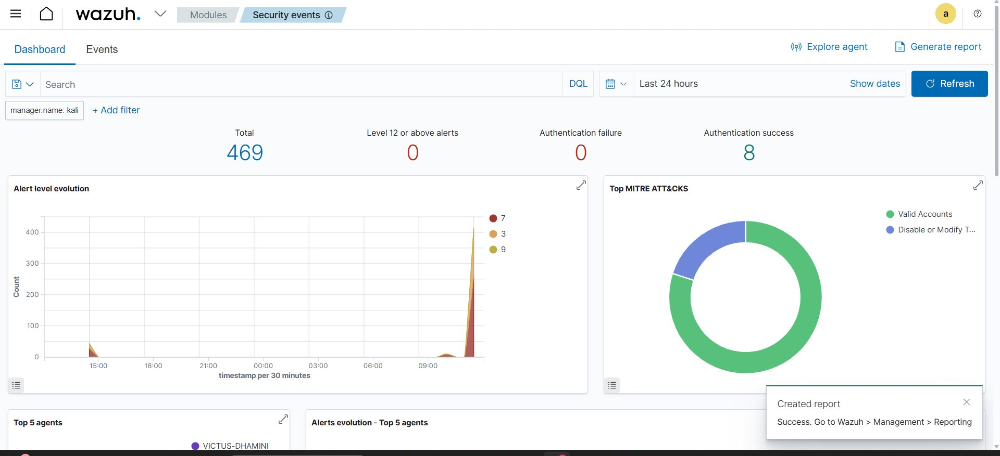 wazuh.
Modules
Security events
a
Dashboard
Events
Explore agent
Generate report
Search
DQL
Last 24 hours
Show dates
Refresh
manager.name: kali
+ Add filter
Total
469
Level 12 or above alerts
0
Authentication failure
0
Authentication success
8
Alert level evolution
400
300
200
100
0
Count
15:00
18:00
21:00
00:00
03:00
06:00
09:00
timestamp per 30 minutes
7
3
9
Top MITRE ATT&CKS
Valid Accounts
Disable or Modify T...
Created report
Success. Go to Wazuh > Management > Reporting
Top 5 agents
VICTUS-DHAMINI
Alerts evolution - Top 5 agents